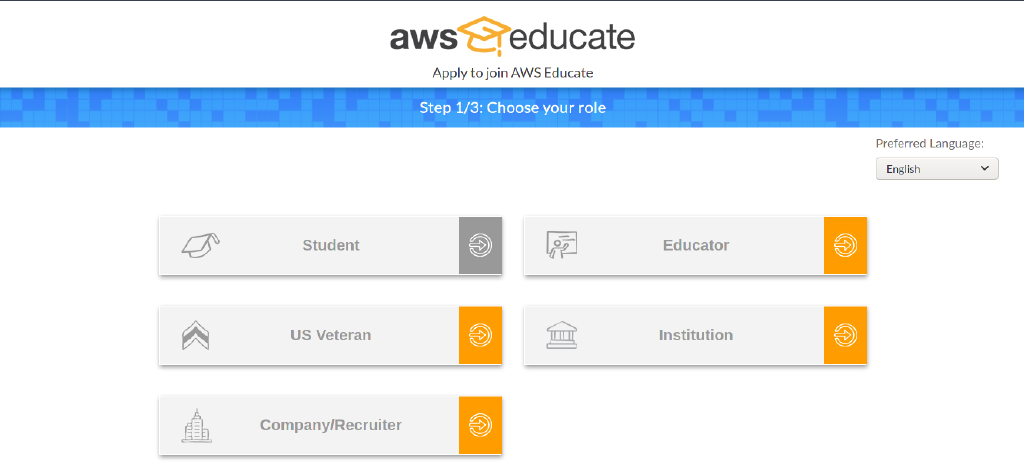 aws educate
Apply to join AWS Educate
Step 1/3: Choose your role
Preferred Language:
English
Student
Educator
US Veteran
Institution
Company/Recruiter